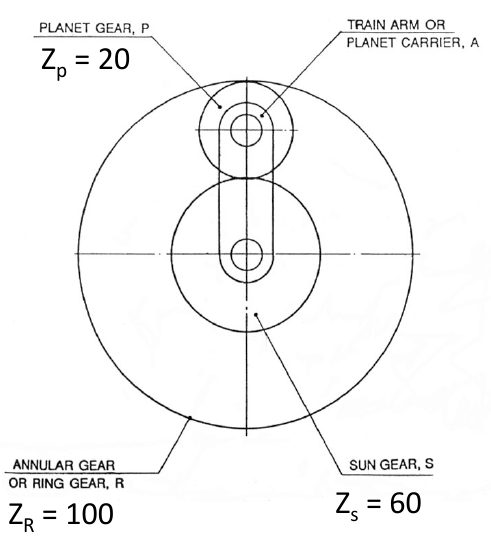 PLANET GEAR, P
Z_p = 20
TRAIN ARM OR
PLANET CARRIER, A
ANNULAR GEAR
OR RING GEAR, R
Z_R = 100
SUN GEAR, S
Z_s = 60